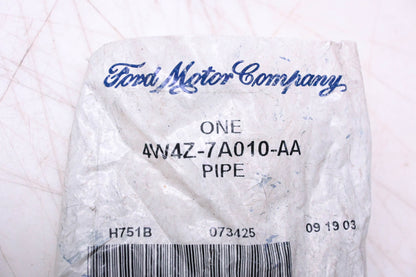 Ford Motor Company
ONE
4W4Z-7A010-AA
PIPE
H751B 073425 09 19 03